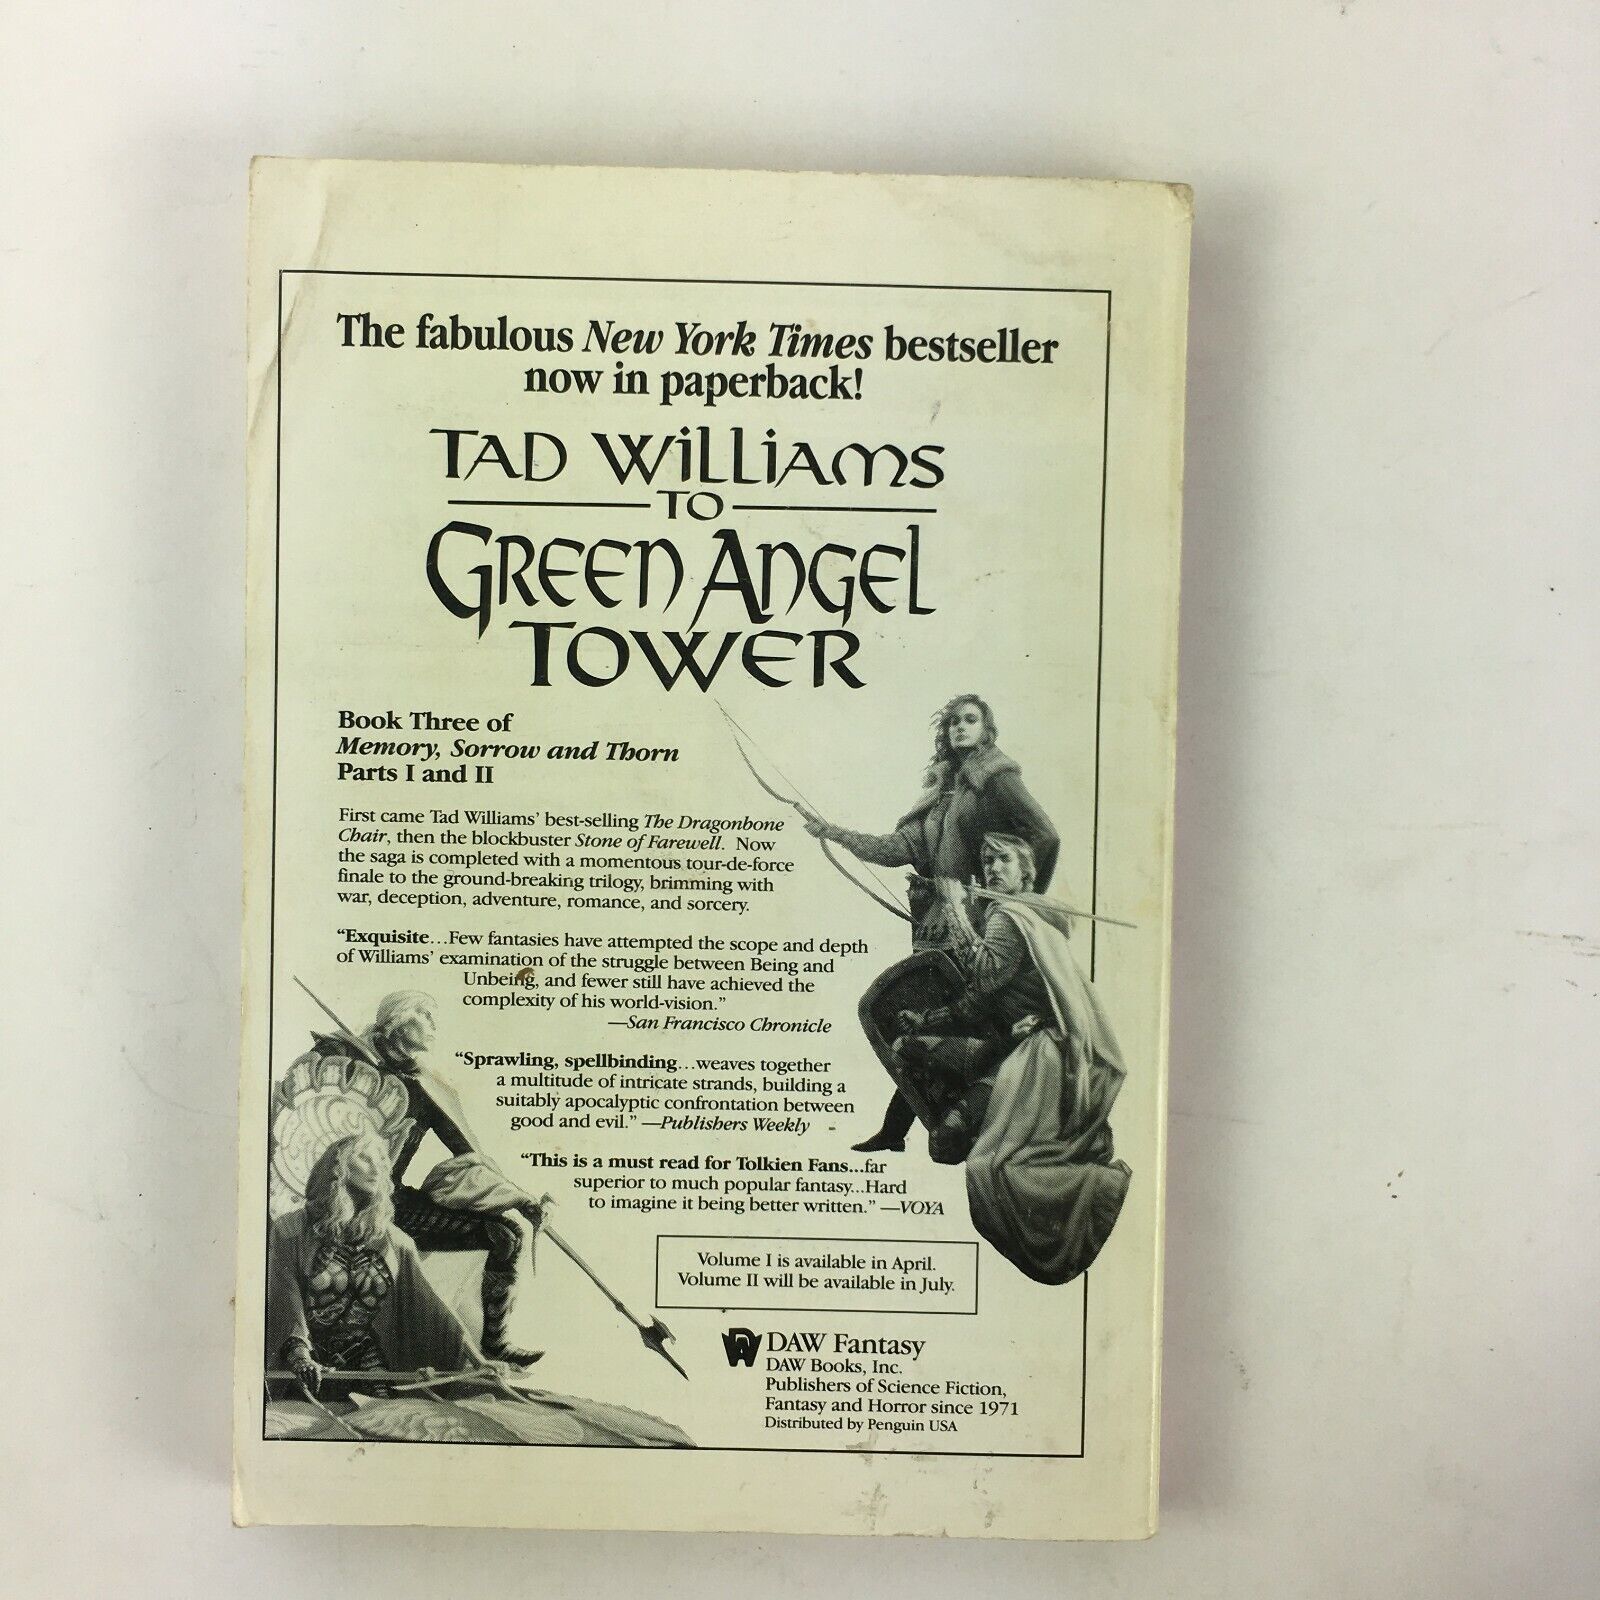 The fabulous New York Times bestseller
now in paperback!
TAD WILLIAMS
TO
GREEN ANGEL
TOWER
Book Three of
Memory, Sorrow and Thorn
Parts I and II
First came Tad Williams' best-selling The Dragonbone
Chair, then the blockbuster Stone of Farewell. Now
the saga is completed with a momentous tour-de-force
finale to the ground-breaking trilogy, brimming with
war, deception, adventure, romance, and sorcery.
"Exquisite...Few fantasies have attempted the scope and depth
of Williams' examination of the struggle between Being and
Unbeing, and fewer still have achieved the
complexity of his world-vision."
—San Francisco Chronicle
"Sprawling, spellbinding...weaves together
a multitude of intricate strands, building a
suitably apocalyptic confrontation between
good and evil." —Publishers Weekly
"This is a must read for Tolkien Fans...far
superior to much popular fantasy...Hard
to imagine it being better written." —VOYA
Volume I is available in April.
Volume II will be available in July.
DAW DAW Fantasy
DAW Books, Inc.
Publishers of Science Fiction,
Fantasy and Horror since 1971
Distributed by Penguin USA